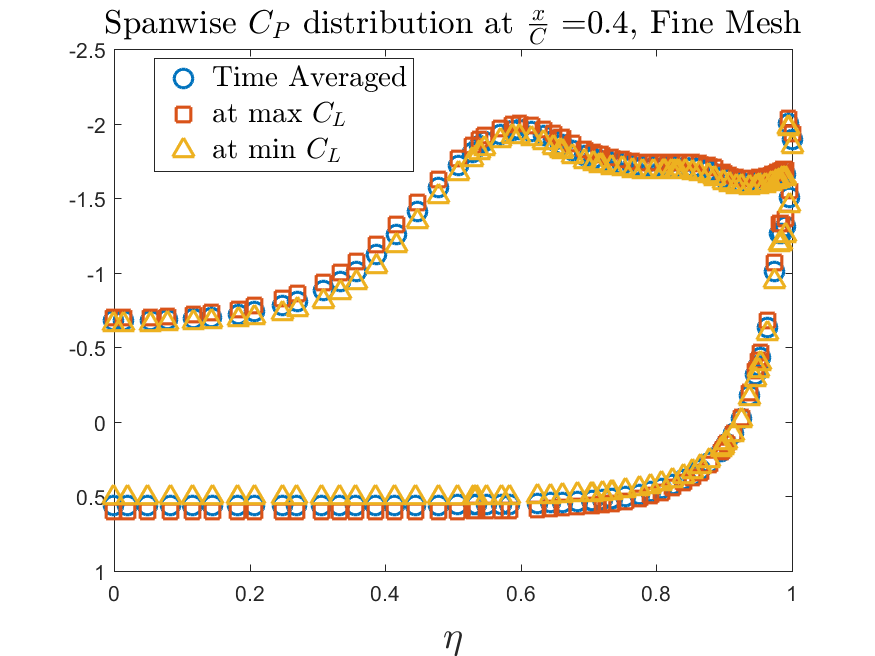 Spanwise C_P distribution at x/C =0.4, Fine Mesh
Time Averaged
at max C_L
at min C_L
-2.5
-2
-1.5
-1
-0.5
0
0.5
1
0 0.2 0.4 0.6 0.8 1
η